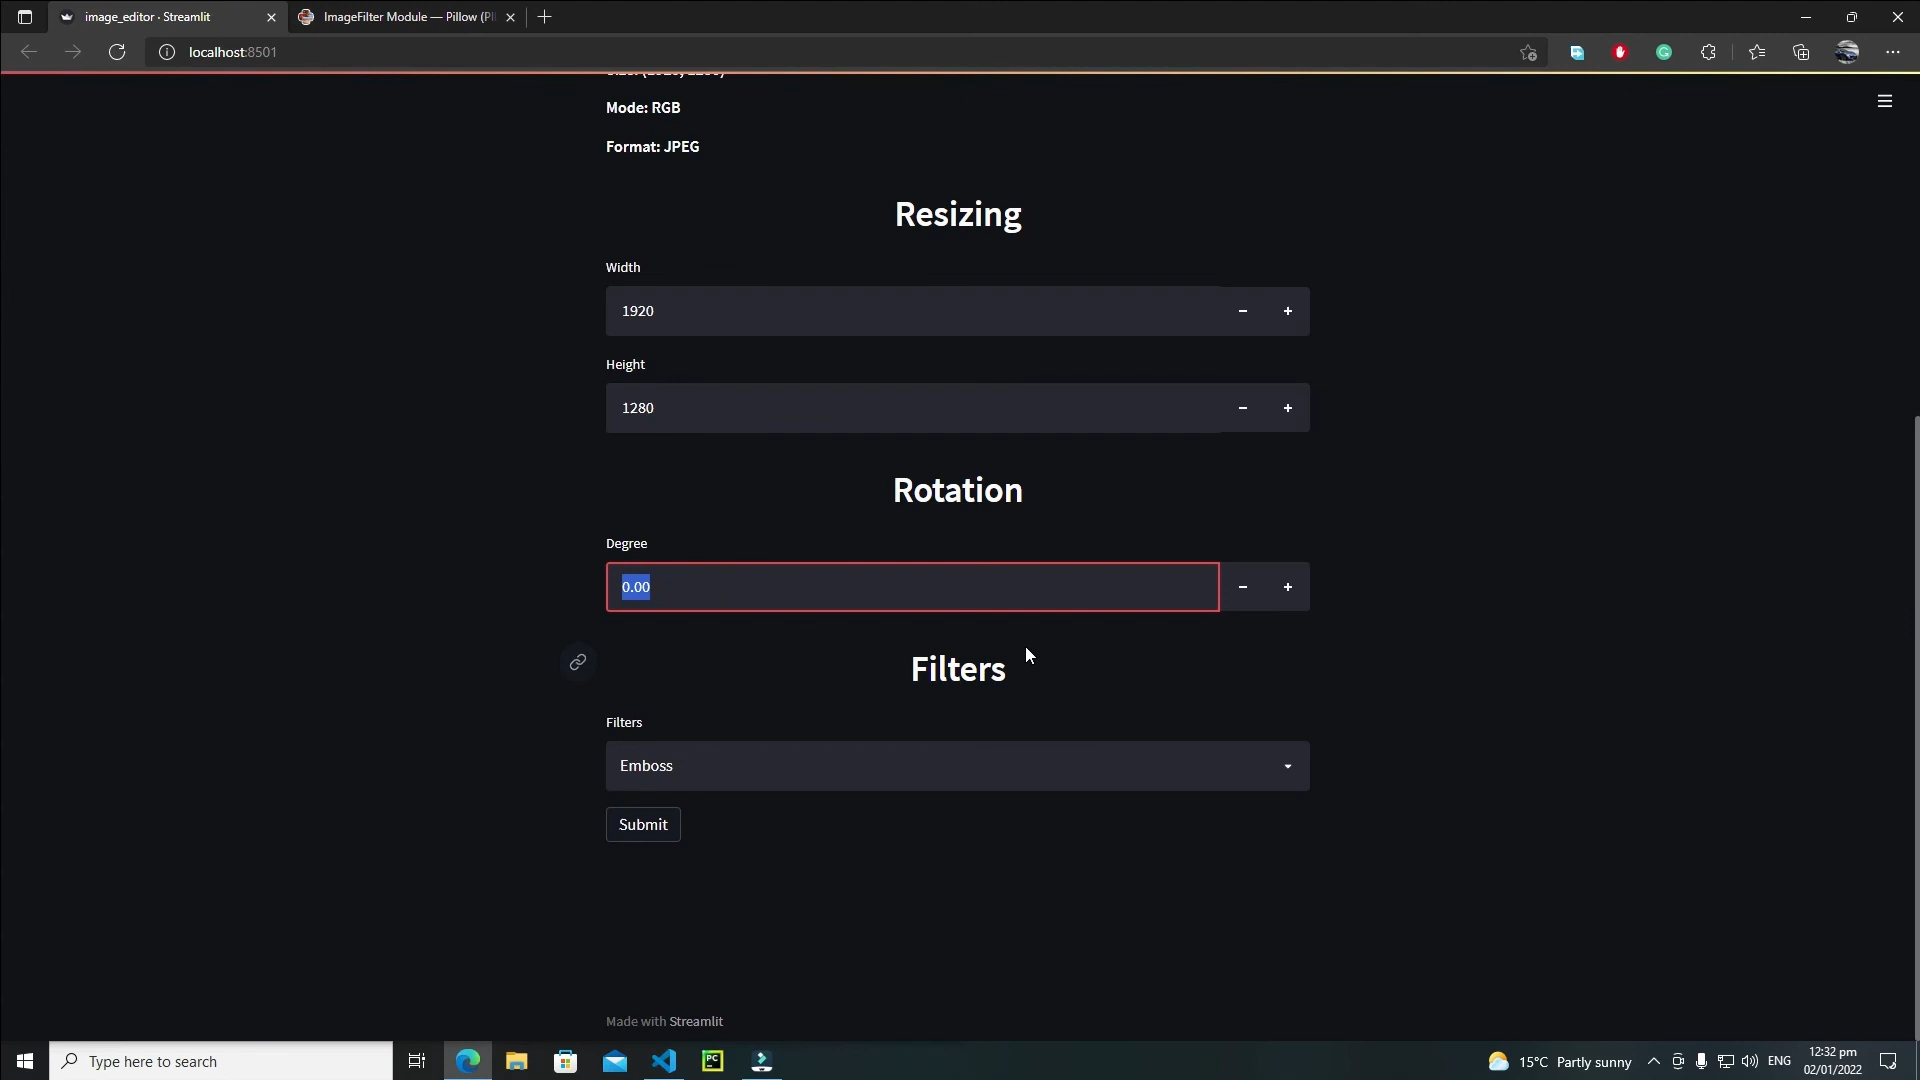 image_editor · Streamlit
ImageFilter Module — Pillow (PI
localhost:8501
Mode: RGB
Format: JPEG
Resizing
Width
1920
Height
1280
Rotation
Degree
0.00
Filters
Filters
Emboss
Submit
Made with Streamlit
Type here to search
PC
15°C Partly sunny
ENG
12:32 pm
02/01/2022